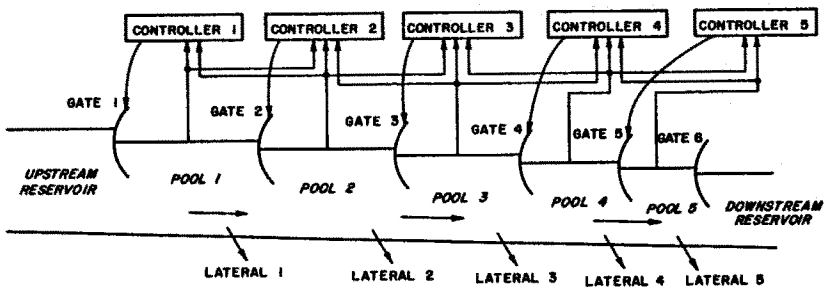 CONTROLLER 1
CONTROLLER 2
CONTROLLER 3
CONTROLLER 4
CONTROLLER 5
GATE 1
GATE 2
GATE 3
GATE 4
GATE 5
GATE 6
UPSTREAM
RESERVOIR
POOL 1
POOL 2
POOL 3
POOL 4
POOL 5
DOWNSTREAM
RESERVOIR
LATERAL 1
LATERAL 2
LATERAL 3
LATERAL 4
LATERAL 5